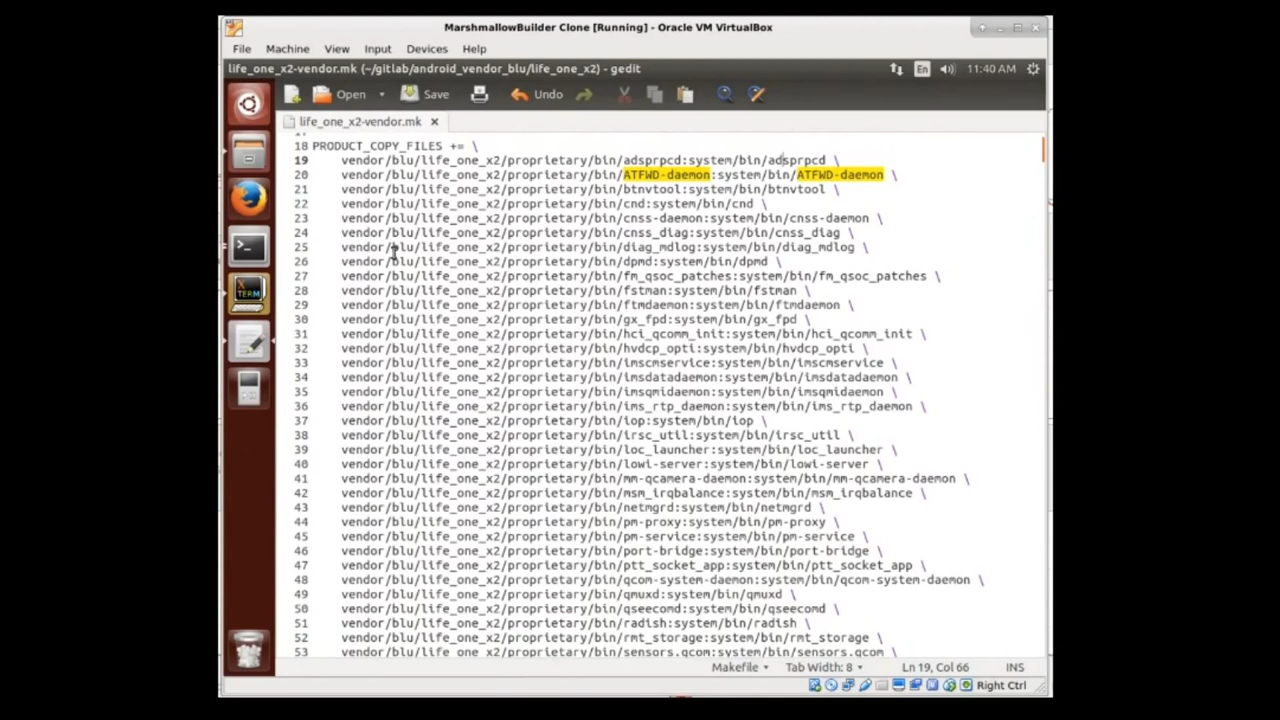 MarshmallowBuilder Clone [Running] - Oracle VM VirtualBox
File Machine View Input Devices Help
life_one_x2-vendor.mk (~/gitlab/android_vendor_blu/life_one_x2) - gedit
En 11:40 AM
Open Save Undo
life_one_x2-vendor.mk
18 PRODUCT_COPY_FILES += \
19 vendor/blu/life_one_x2/proprietary/bin/adsprpcd:system/bin/adsprpcd \
20 vendor/blu/life_one_x2/proprietary/bin/ATFWD-daemon:system/bin/ATFWD-daemon \
21 vendor/blu/life_one_x2/proprietary/bin/btnvtool:system/bin/btnvtool \
22 vendor/blu/life_one_x2/proprietary/bin/cnd:system/bin/cnd \
23 vendor/blu/life_one_x2/proprietary/bin/cnss-daemon:system/bin/cnss-daemon \
24 vendor/blu/life_one_x2/proprietary/bin/cnss_diag:system/bin/cnss_diag \
25 vendor/blu/life_one_x2/proprietary/bin/diag_mdlog:system/bin/diag_mdlog \
26 vendor/blu/life_one_x2/proprietary/bin/dpmd:system/bin/dpmd \
27 vendor/blu/life_one_x2/proprietary/bin/fm_qsoc_patches:system/bin/fm_qsoc_patches \
28 vendor/blu/life_one_x2/proprietary/bin/fstman:system/bin/fstman \
29 vendor/blu/life_one_x2/proprietary/bin/ftmdaemon:system/bin/ftmdaemon \
30 vendor/blu/life_one_x2/proprietary/bin/gx_fpd:system/bin/gx_fpd \
31 vendor/blu/life_one_x2/proprietary/bin/hci_qcomm_init:system/bin/hci_qcomm_init \
32 vendor/blu/life_one_x2/proprietary/bin/hvdcp_opti:system/bin/hvdcp_opti \
33 vendor/blu/life_one_x2/proprietary/bin/imscmservice:system/bin/imscmservice \
34 vendor/blu/life_one_x2/proprietary/bin/imsdatadaemon:system/bin/imsdatadaemon \
35 vendor/blu/life_one_x2/proprietary/bin/imsqmidaemon:system/bin/imsqmidaemon \
36 vendor/blu/life_one_x2/proprietary/bin/ims_rtp_daemon:system/bin/ims_rtp_daemon \
37 vendor/blu/life_one_x2/proprietary/bin/iop:system/bin/iop \
38 vendor/blu/life_one_x2/proprietary/bin/irsc_util:system/bin/irsc_util \
39 vendor/blu/life_one_x2/proprietary/bin/loc_launcher:system/bin/loc_launcher \
40 vendor/blu/life_one_x2/proprietary/bin/lowi-server:system/bin/lowi-server \
41 vendor/blu/life_one_x2/proprietary/bin/mm-qcamera-daemon:system/bin/mm-qcamera-daemon \
42 vendor/blu/life_one_x2/proprietary/bin/msm_irqbalance:system/bin/msm_irqbalance \
43 vendor/blu/life_one_x2/proprietary/bin/netmgrd:system/bin/netmgrd \
44 vendor/blu/life_one_x2/proprietary/bin/pm-proxy:system/bin/pm-proxy \
45 vendor/blu/life_one_x2/proprietary/bin/pm-service:system/bin/pm-service \
46 vendor/blu/life_one_x2/proprietary/bin/port-bridge:system/bin/port-bridge \
47 vendor/blu/life_one_x2/proprietary/bin/ptt_socket_app:system/bin/ptt_socket_app \
48 vendor/blu/life_one_x2/proprietary/bin/qcom-system-daemon:system/bin/qcom-system-daemon \
49 vendor/blu/life_one_x2/proprietary/bin/qmuxd:system/bin/qmuxd \
50 vendor/blu/life_one_x2/proprietary/bin/qseecomd:system/bin/qseecomd \
51 vendor/blu/life_one_x2/proprietary/bin/radish:system/bin/radish \
52 vendor/blu/life_one_x2/proprietary/bin/rmt_storage:system/bin/rmt_storage \
53 vendor/blu/life_one_x2/proprietary/bin/sensors.qcom:system/bin/sensors.qcom \
X TERM
Makefile Tab Width: 8 Ln 19, Col 66 INS
Right Ctrl